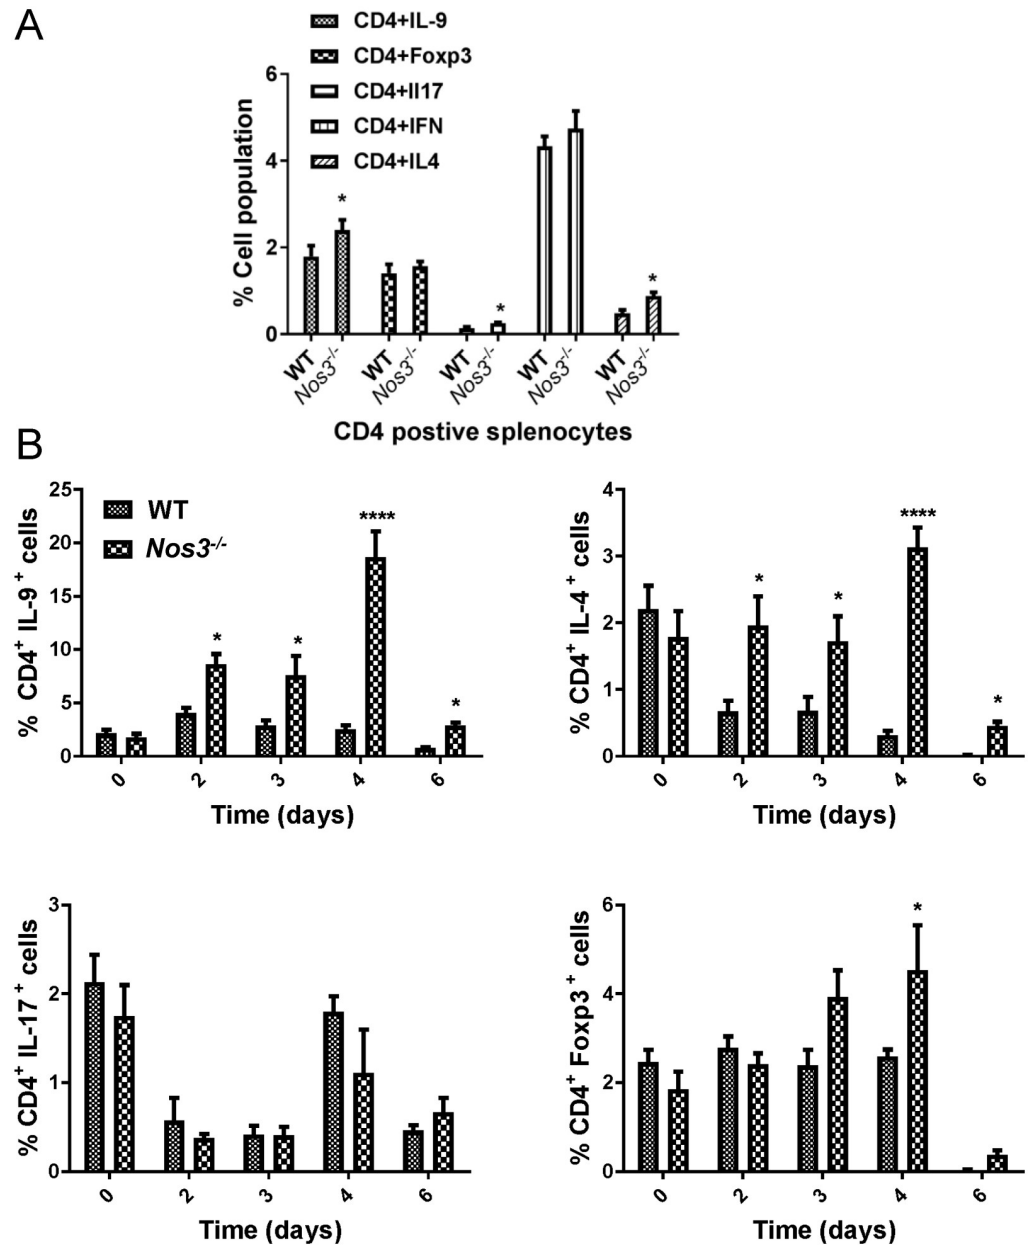 A
CD4+IL-9
CD4+Foxp3
CD4+Il17
CD4+IFN
CD4+IL4
% Cell population
6
4
2
0
*
*
*
WT
Nos3-/-
WT
Nos3-/-
WT
Nos3-/-
WT
Nos3-/-
WT
Nos3-/-
CD4 postive splenocytes
B
WT
Nos3-/-
% CD4+ IL-9+ cells
25
20
15
10
5
0
*
*
****
*
0
2
3
4
6
Time (days)
% CD4+ IL-4+ cells
4
3
2
1
0
*
*
****
*
0
2
3
4
6
Time (days)
% CD4+ IL-17+ cells
3
2
1
0
0
2
3
4
6
Time (days)
% CD4+ Foxp3+ cells
6
4
2
0
*
0
2
3
4
6
Time (days)